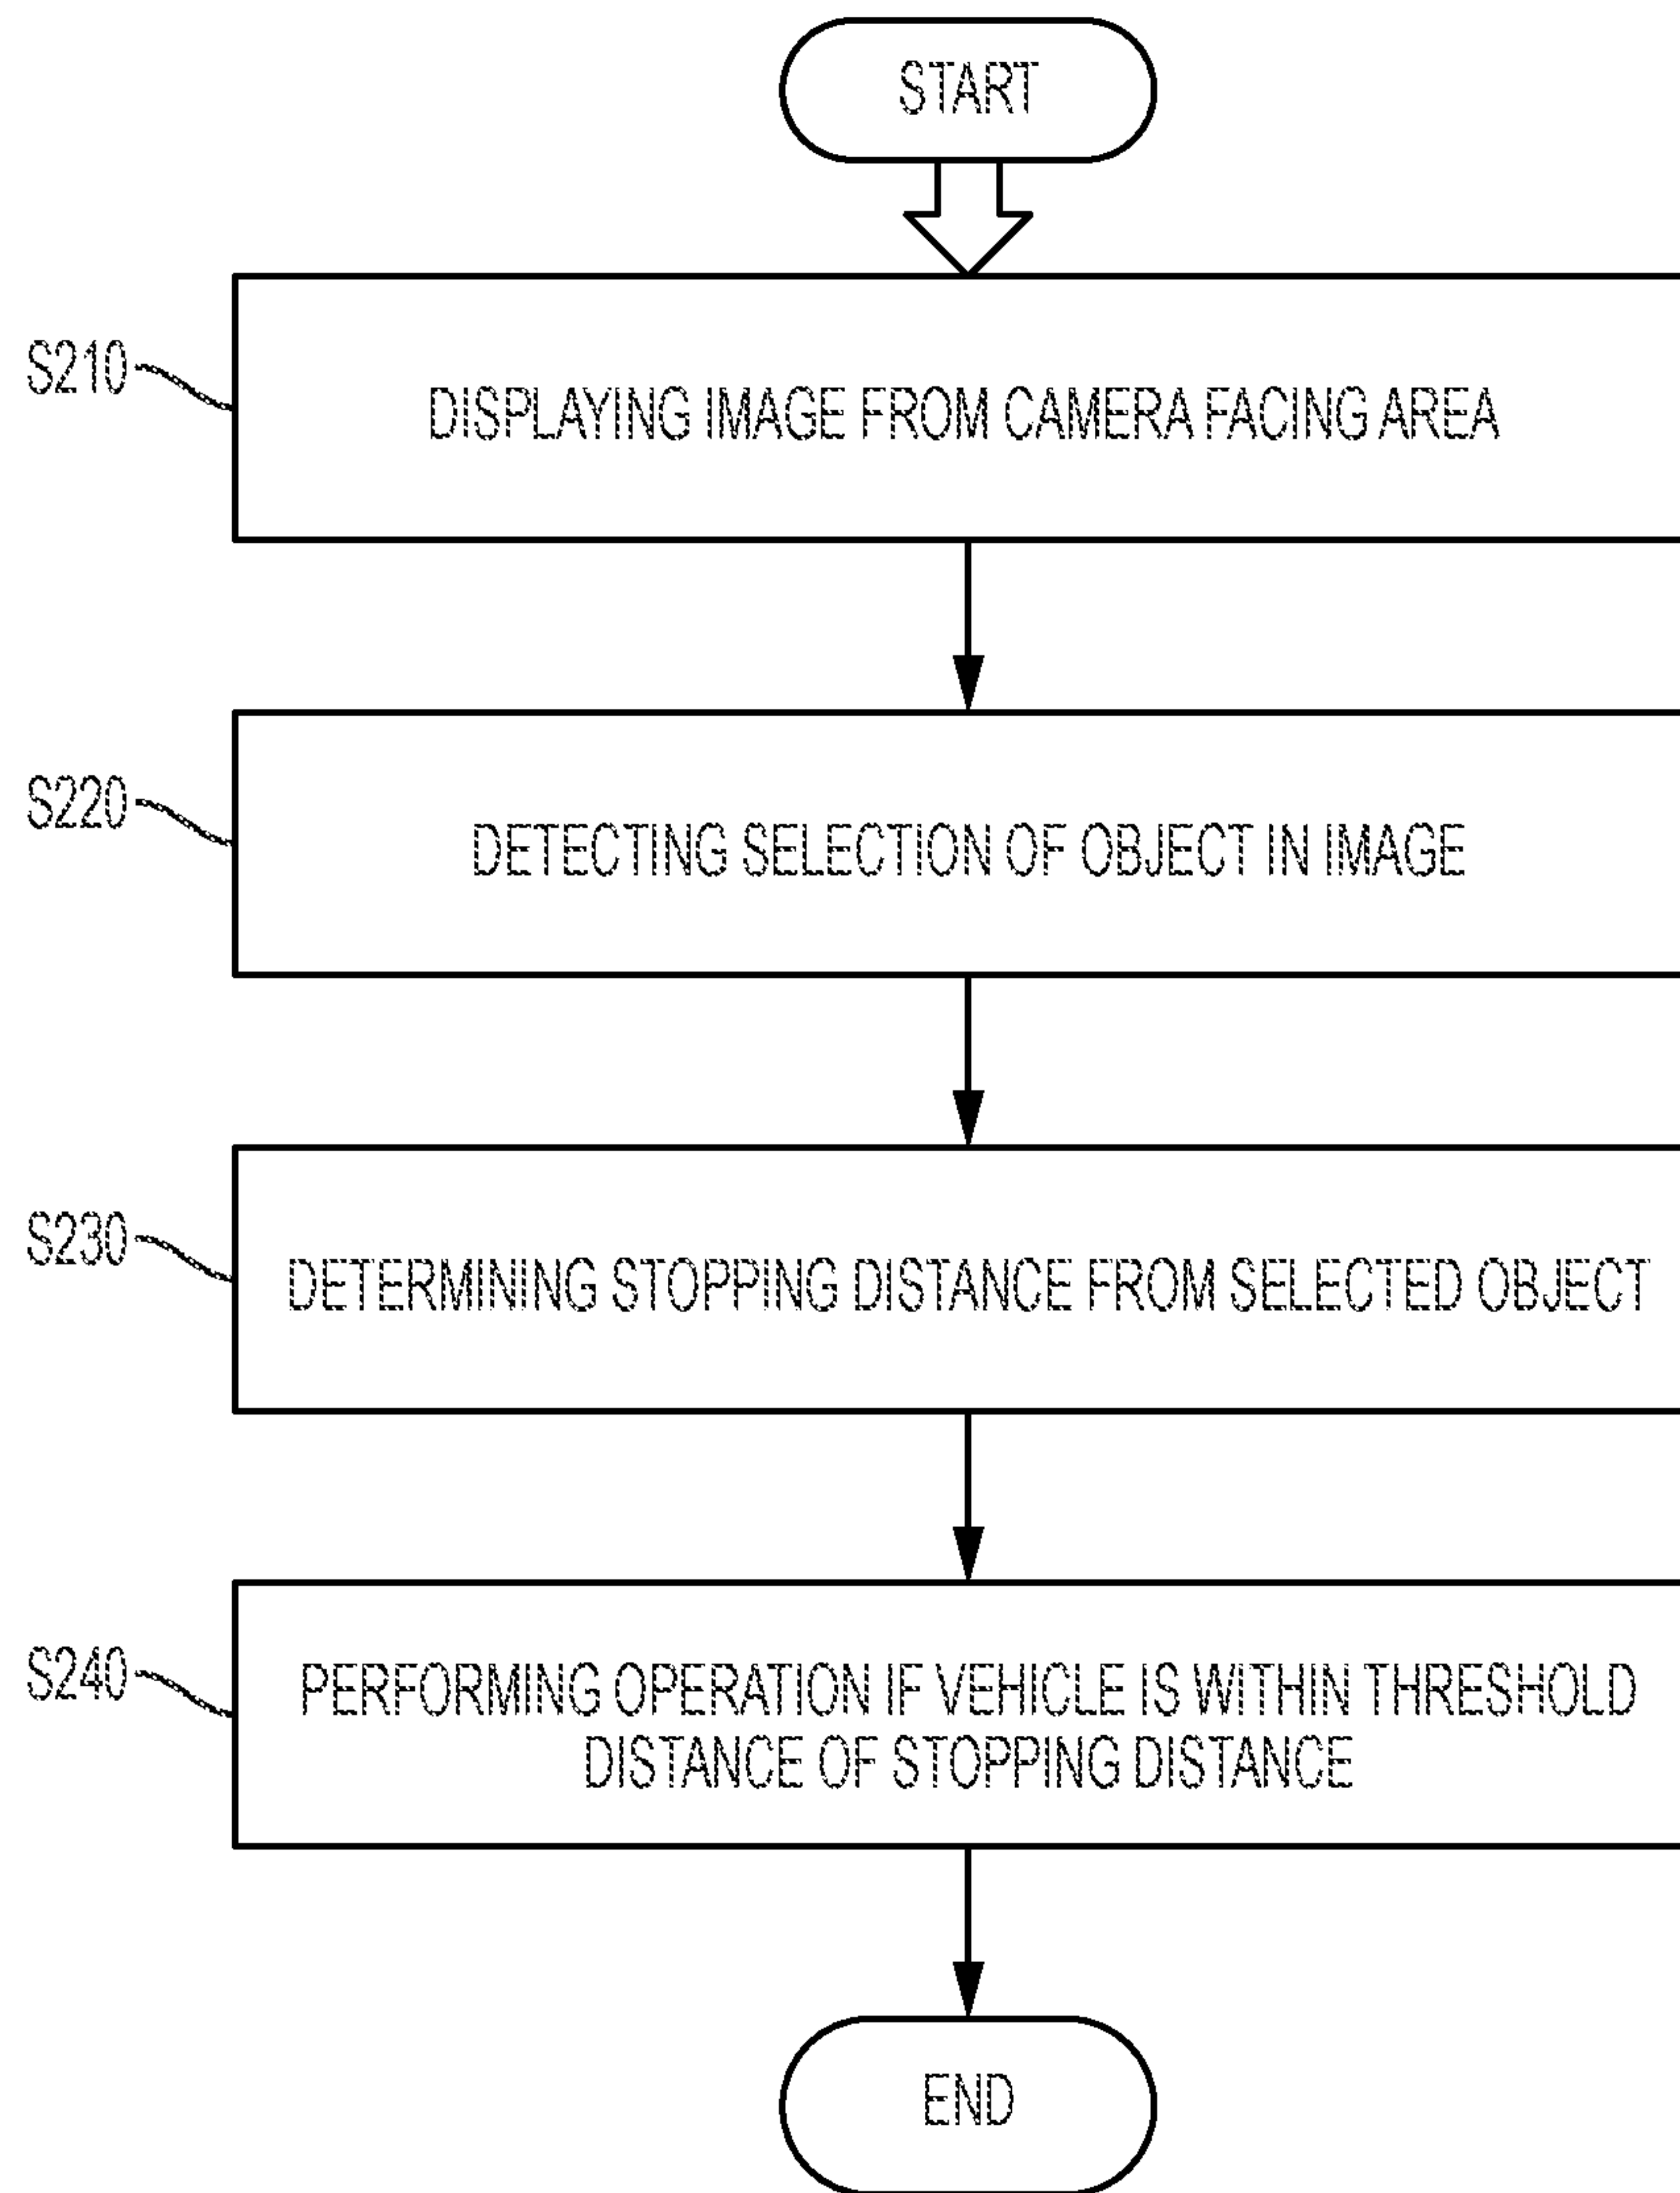 START
S210
DISPLAYING IMAGE FROM CAMERA FACING AREA
S220
DETECTING SELECTION OF OBJECT IN IMAGE
S230
DETERMINING STOPPING DISTANCE FROM SELECTED OBJECT
S240
PERFORMING OPERATION IF VEHICLE IS WITHIN THRESHOLD
DISTANCE OF STOPPING DISTANCE
END